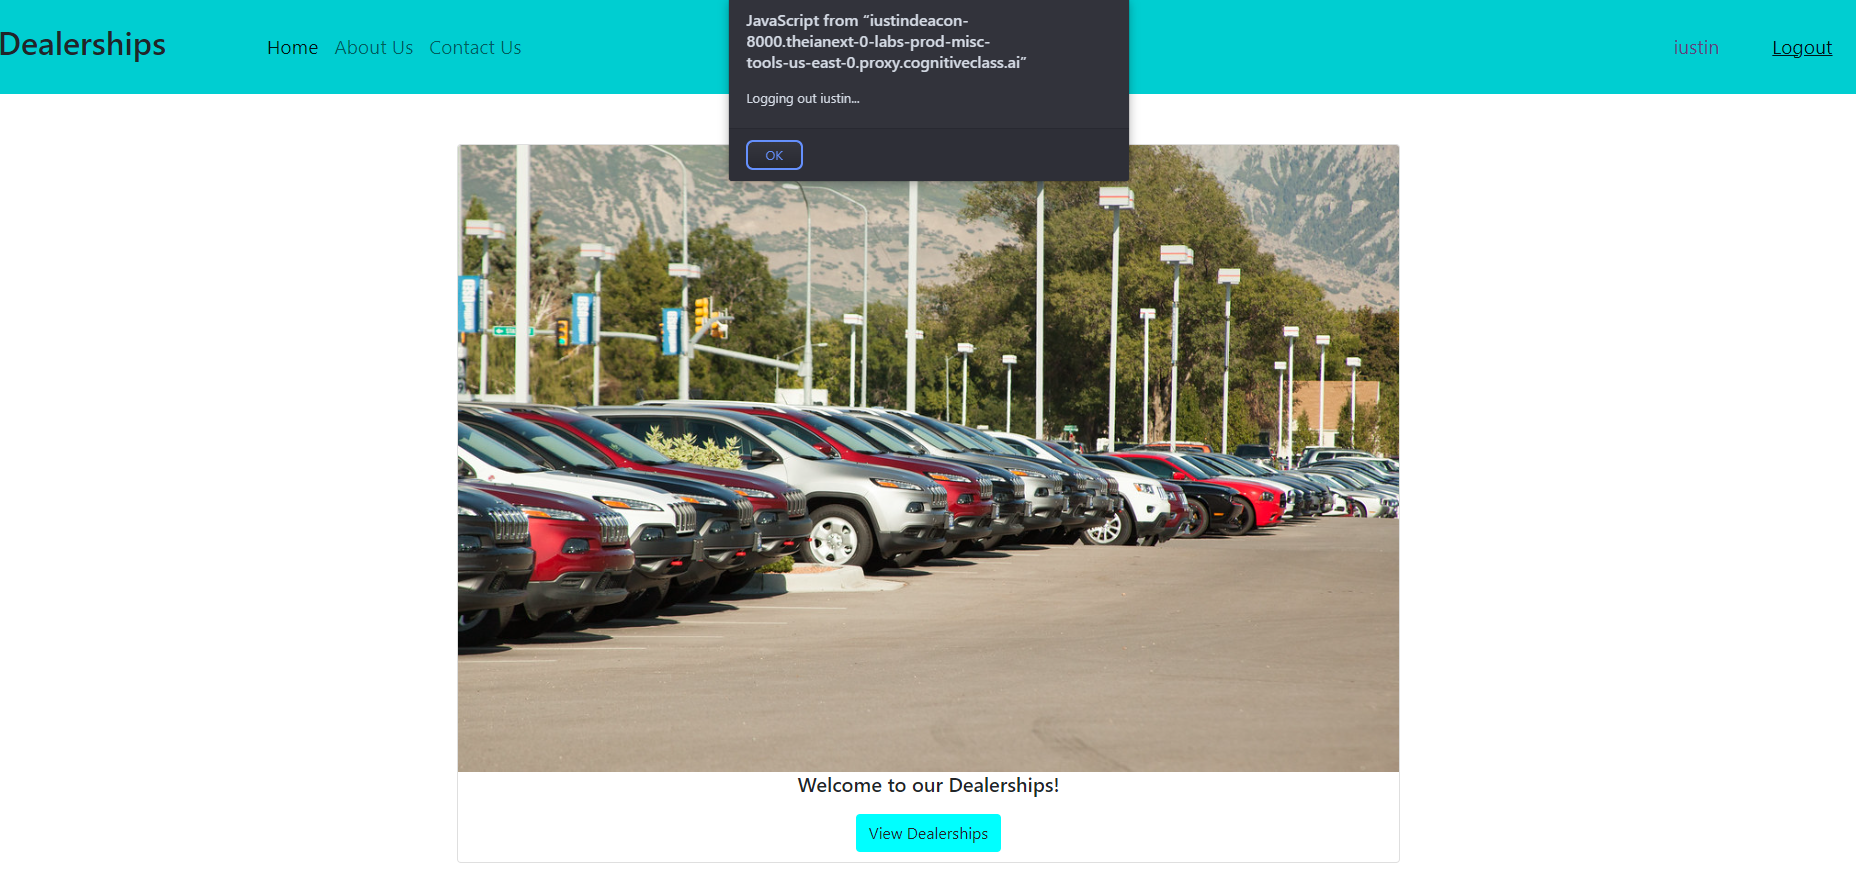 Dealerships
Home About Us Contact Us
iustin Logout
JavaScript from “iustindeacon-
8000.theianext-0-labs-prod-misc-
tools-us-east-0.proxy.cognitiveclass.ai”
Logging out iustin...
OK
Welcome to our Dealerships!
View Dealerships